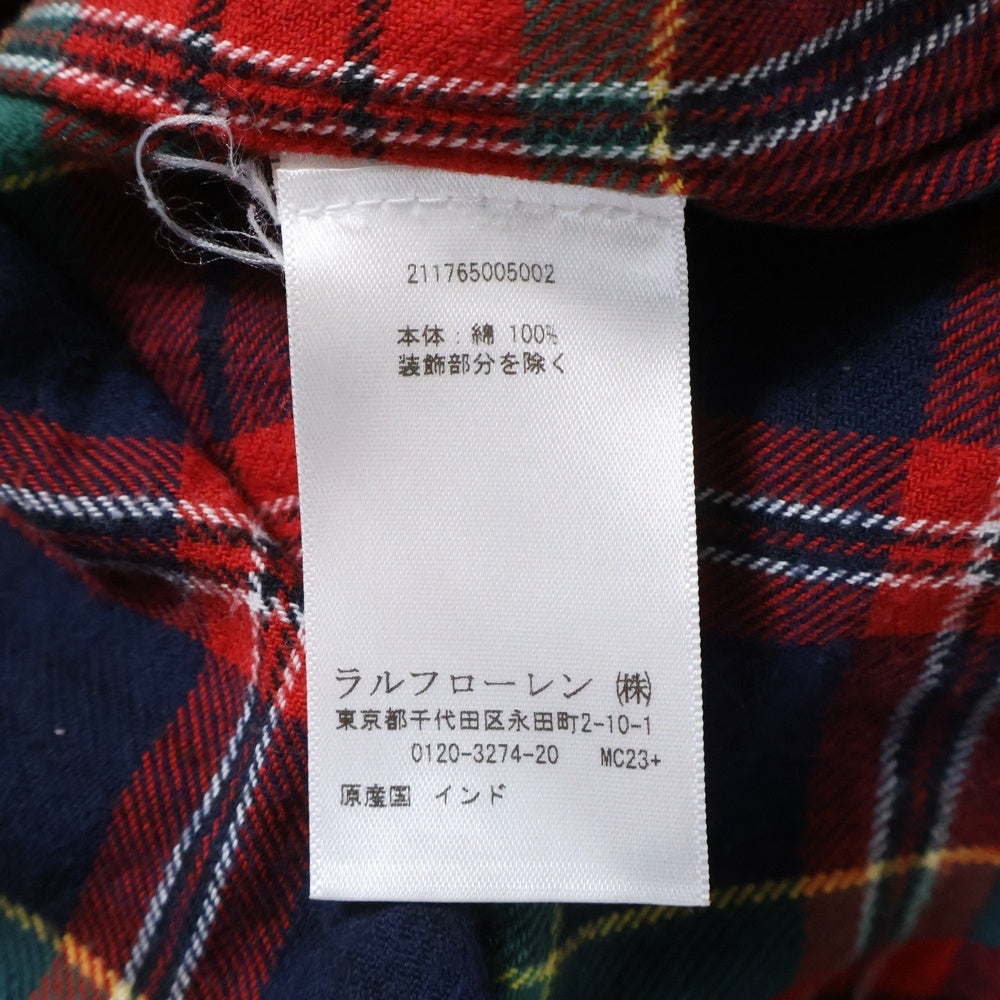 211765005002
本体：綿 100%
装飾部分を除く
ラルフローレン ㈱
東京都千代田区永田町2-10-1
0120-3274-20 MC23+
原産国 インド